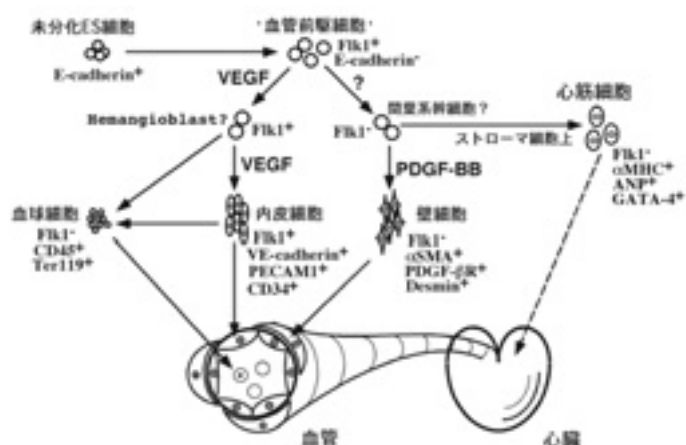 未分化ES細胞
E-cadherin⁺
"血管前駆細胞"
Flk1⁺
E-cadherin⁻
VEGF
?
Hemangioblast?
Flk1⁺
間葉系幹細胞?
Flk1⁻
ストローマ細胞上
心筋細胞
Flk1⁻
αMHC⁺
ANP⁺
GATA-4⁺
VEGF
PDGF-BB
血球細胞
Flk1⁻
CD45⁺
Ter119⁺
内皮細胞
Flk1⁺
VE-cadherin⁺
PECAM1⁺
CD34⁺
壁細胞
Flk1⁻
αSMA⁺
PDGF-βR⁺
Desmin⁺
血管
心臓